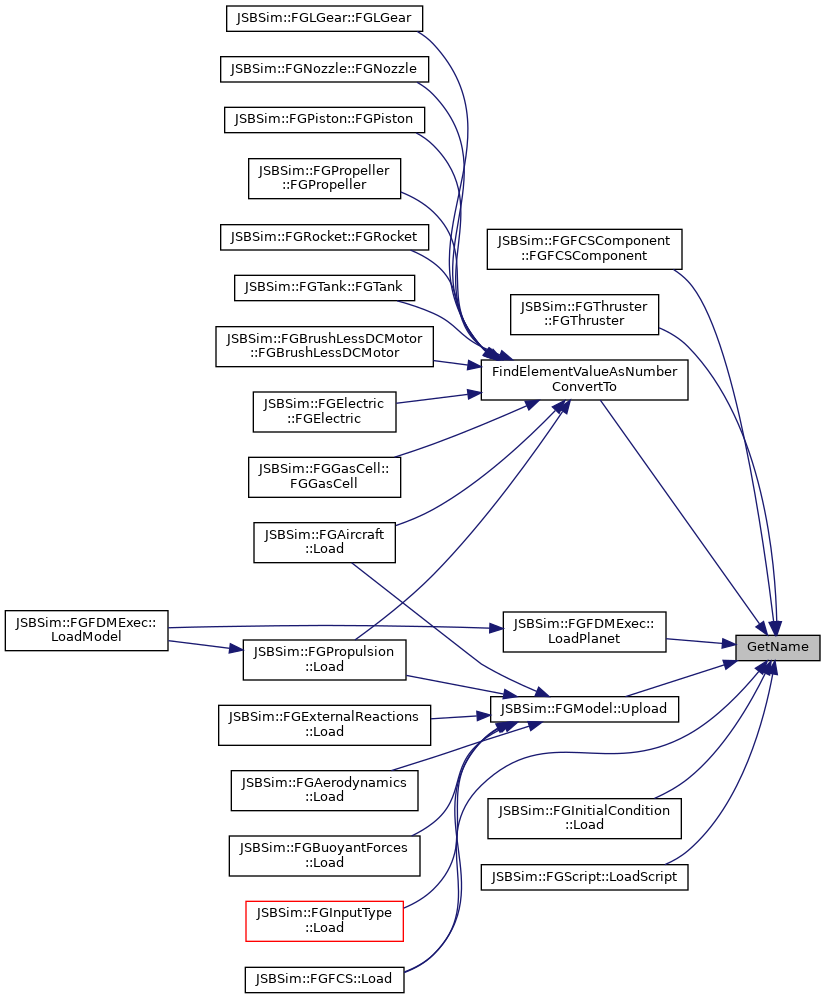 JSBSim::FGLGear::FGLGear
JSBSim::FGNozzle::FGNozzle
JSBSim::FGPiston::FGPiston
JSBSim::FGPropeller
::FGPropeller
JSBSim::FGRocket::FGRocket
JSBSim::FGFCSComponent
::FGFCSComponent
JSBSim::FGTank::FGTank
JSBSim::FGThruster
::FGThruster
JSBSim::FGBrushLessDCMotor
::FGBrushLessDCMotor
FindElementValueAsNumber
ConvertTo
JSBSim::FGElectric
::FGElectric
JSBSim::FGGasCell::
FGGasCell
JSBSim::FGAircraft
::Load
JSBSim::FGFDMExec::
LoadModel
JSBSim::FGFDMExec::
LoadPlanet
JSBSim::FGPropulsion
::Load
GetName
JSBSim::FGExternalReactions
::Load
JSBSim::FGModel::Upload
JSBSim::FGAerodynamics
::Load
JSBSim::FGInitialCondition
::Load
JSBSim::FGBuoyantForces
::Load
JSBSim::FGScript::LoadScript
JSBSim::FGInputType
::Load
JSBSim::FGFCS::Load